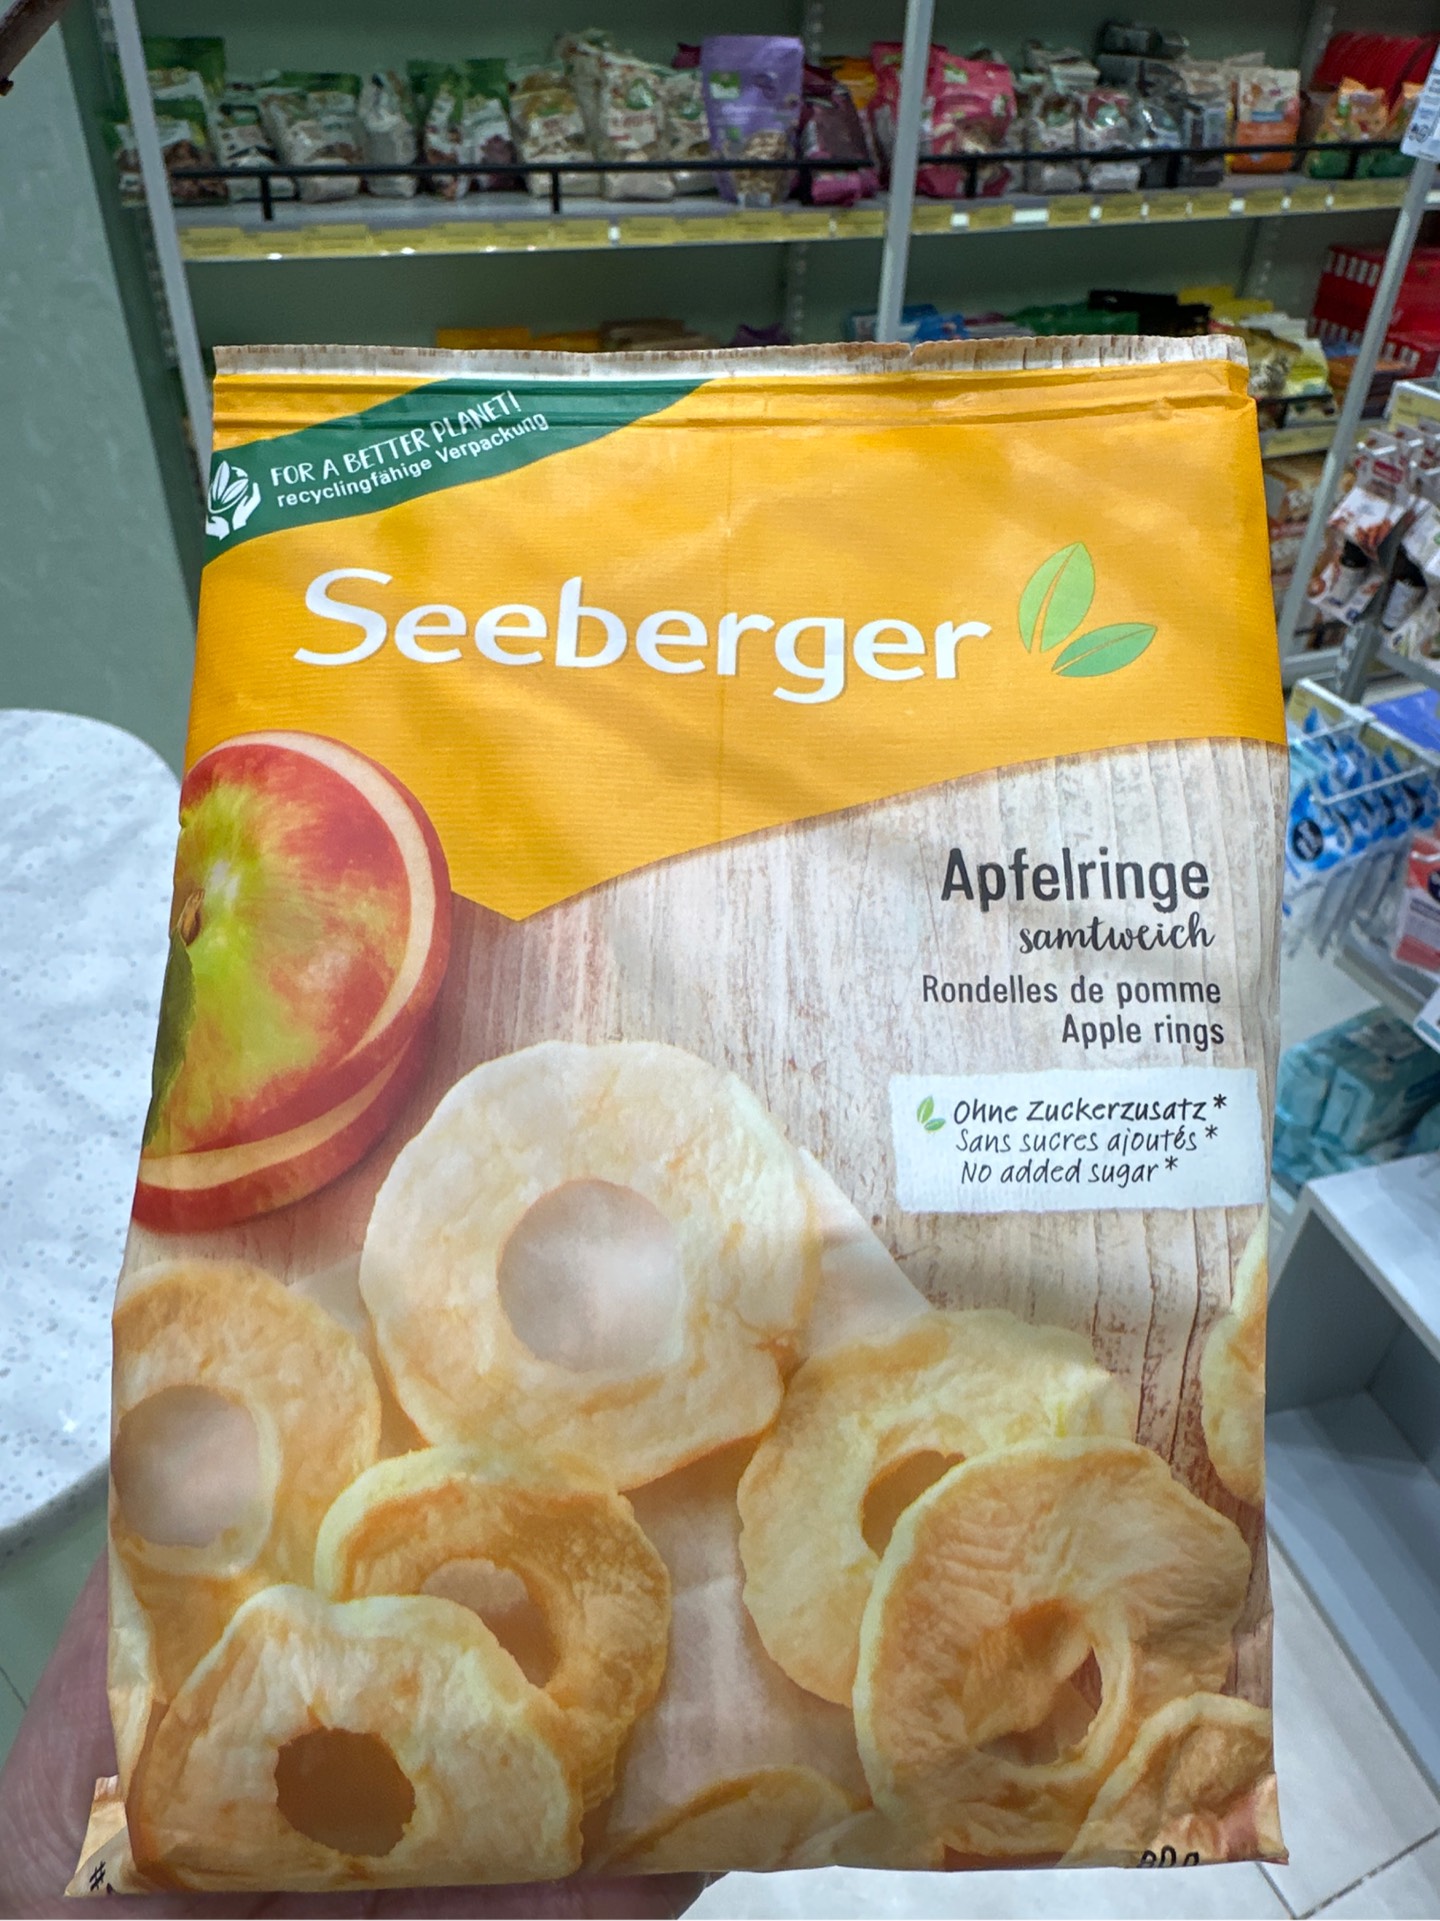 FOR A BETTER PLANET!
recyclingfähige Verpackung
Seeberger
Apfelringe
samtweich
Rondelles de pomme
Apple rings
Ohne Zuckerzusatz*
Sans sucres ajoutés*
No added sugar*
#